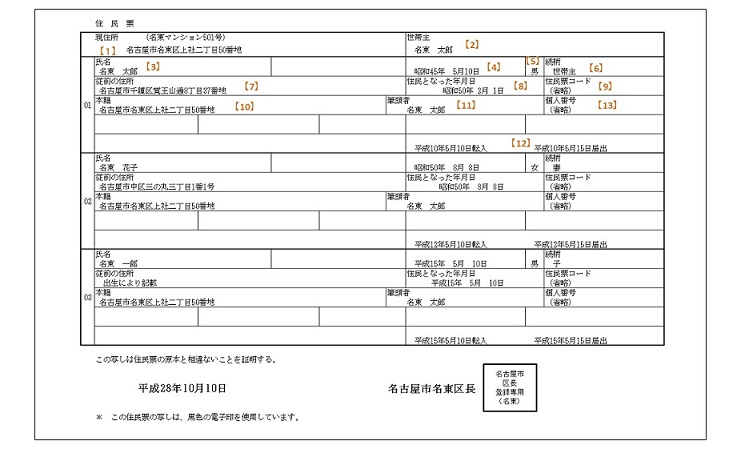 住 民 票
現住所 (名東マンション501号) 世帯主
【1】 名古屋市名東区上社二丁目50番地 名東 太郎 【2】
氏名 【5】 続柄
名東 太郎 【3】 昭和45年 5月10日 【4】 男 世帯主 【6】
従前の住所 【7】 住民となった年月日 【8】 住民票コード
名古屋市千種区覚王山通8丁目37番地 昭和50年 2月 1日 (省略) 【9】
01 本籍 筆頭者 個人番号
名古屋市名東区上社二丁目50番地 【10】 名東 太郎 【11】 (省略) 【13】
平成10年5月10日転入 【12】 平成10年5月15日届出
氏名 続柄
名東 花子 昭和50年 8月 8日 女 妻
従前の住所 住民となった年月日 住民票コード
名古屋市中区三の丸三丁目1番1号 昭和50年 8月 8日 (省略)
02 本籍 筆頭者 個人番号
名古屋市名東区上社二丁目50番地 名東 太郎 (省略)
平成12年5月10日転入 平成12年5月15日届出
氏名 続柄
名東 一郎 平成15年 5月 10日 男 子
従前の住所 住民となった年月日 住民票コード
出生により記載 平成15年 5月 10日 (省略)
03 本籍 筆頭者 個人番号
名古屋市名東区上社二丁目50番地 名東 太郎 (省略)
平成15年5月10日転入 平成15年5月15日届出
この写しは住民票の原本と相違ないことを証明する。
平成28年10月10日 名古屋市名東区長
名古屋市
区長
登録専用
(名東)
* この住民票の写しは、黒色の電子印を使用しています。